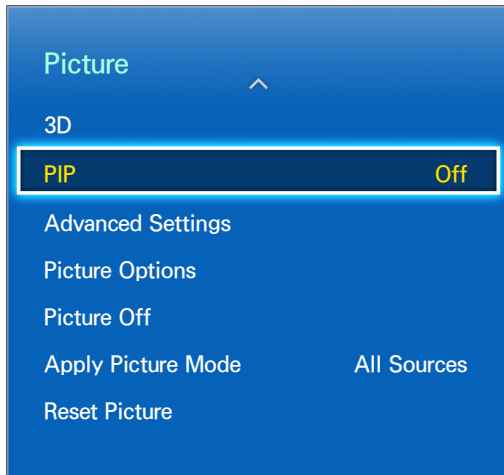 Picture
3D
PIP Off
Advanced Settings
Picture Options
Picture Off
Apply Picture Mode All Sources
Reset Picture